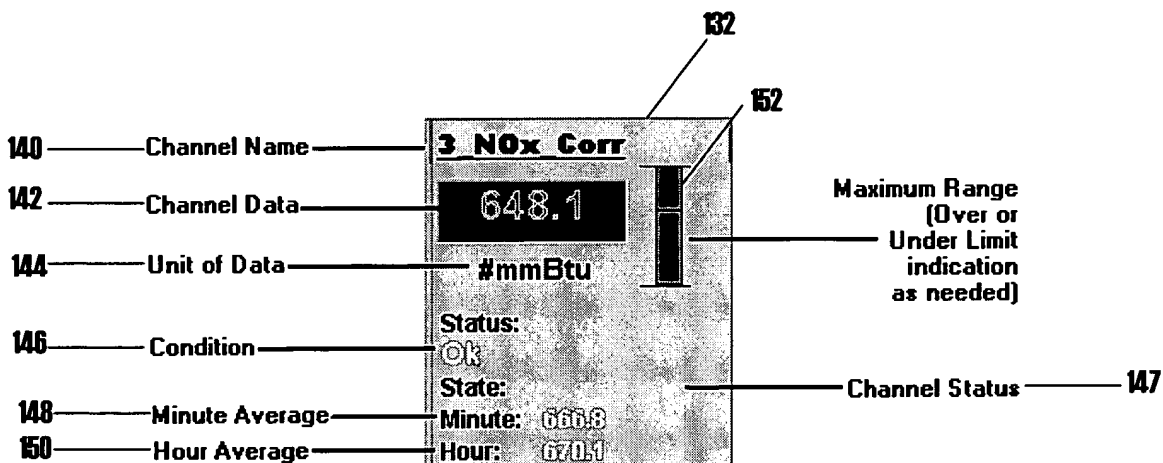 132
152
140 Channel Name 3_NOx_Corr
142 Channel Data 648.1
144 Unit of Data #mmBtu
Maximum Range
(Over or
Under Limit
indication
as needed)
Status:
146 Condition Ok
State:
Channel Status 147
148 Minute Average Minute: 666.8
150 Hour Average Hour: 670.1